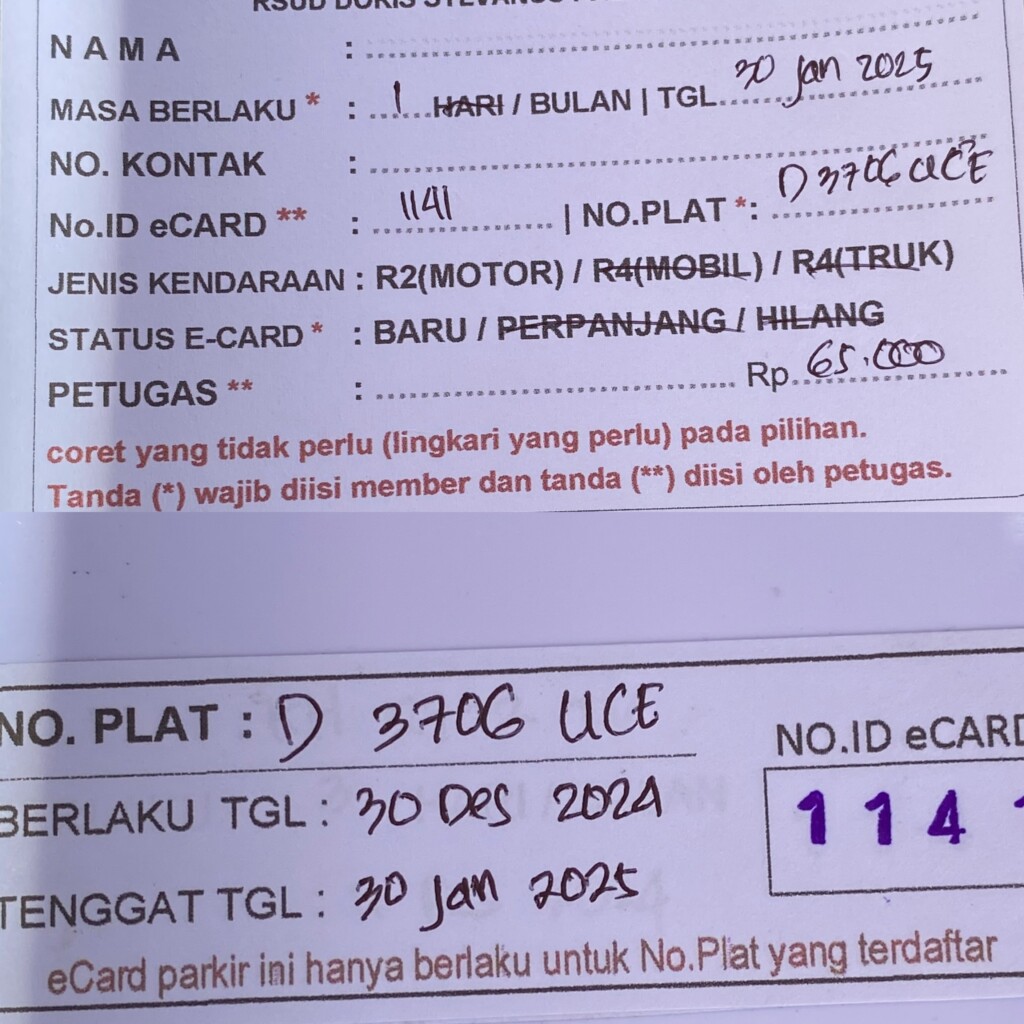 N A M A :
MASA BERLAKU * : 1 HARI / BULAN | TGL 30 Jan 2025
NO. KONTAK :
No.ID eCARD ** : 1141 | NO.PLAT *: D 3706 UCE
JENIS KENDARAAN : R2(MOTOR) / R4(MOBIL) / R4(TRUK)
STATUS E-CARD * : BARU / PERPANJANG / HILANG
PETUGAS ** : Rp. 65.000
coret yang tidak perlu (lingkari yang perlu) pada pilihan.
Tanda (*) wajib diisi member dan tanda (**) diisi oleh petugas.
NO. PLAT : D 3706 UCE
NO.ID eCARD
BERLAKU TGL : 30 Des 2024
1 1 4
TENGGAT TGL : 30 Jan 2025
eCard parkir ini hanya berlaku untuk No.Plat yang terdaftar